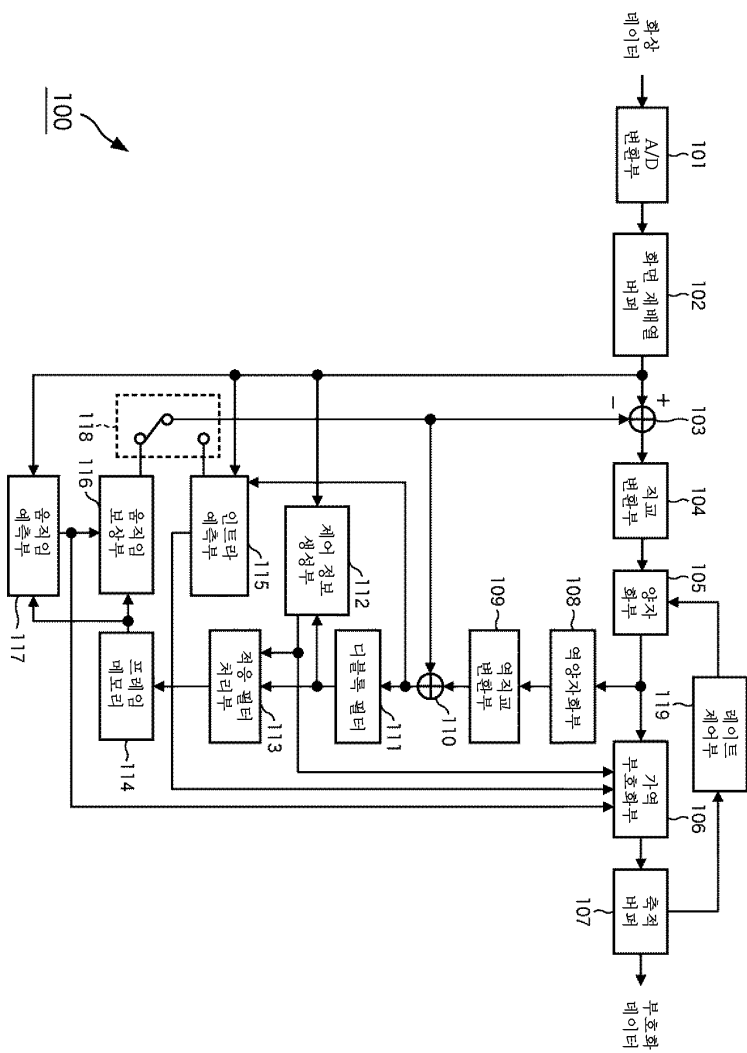 100
화상
데이터
101
A/D
변환부
102
화면 재배열
버퍼
+
−
103
104
직교
변환부
105
양자
화부
119
레이트
제어부
106
가역
부호화부
107
축적
버퍼
부호화
데이터
108
역양자화부
109
역직교
변환부
110
111
디블록 필터
112
제어 정보
생성부
113
적응 필터
처리부
114
프레임
메모리
115
인트라
예측부
116
움직임
보상부
117
움직임
예측부
118